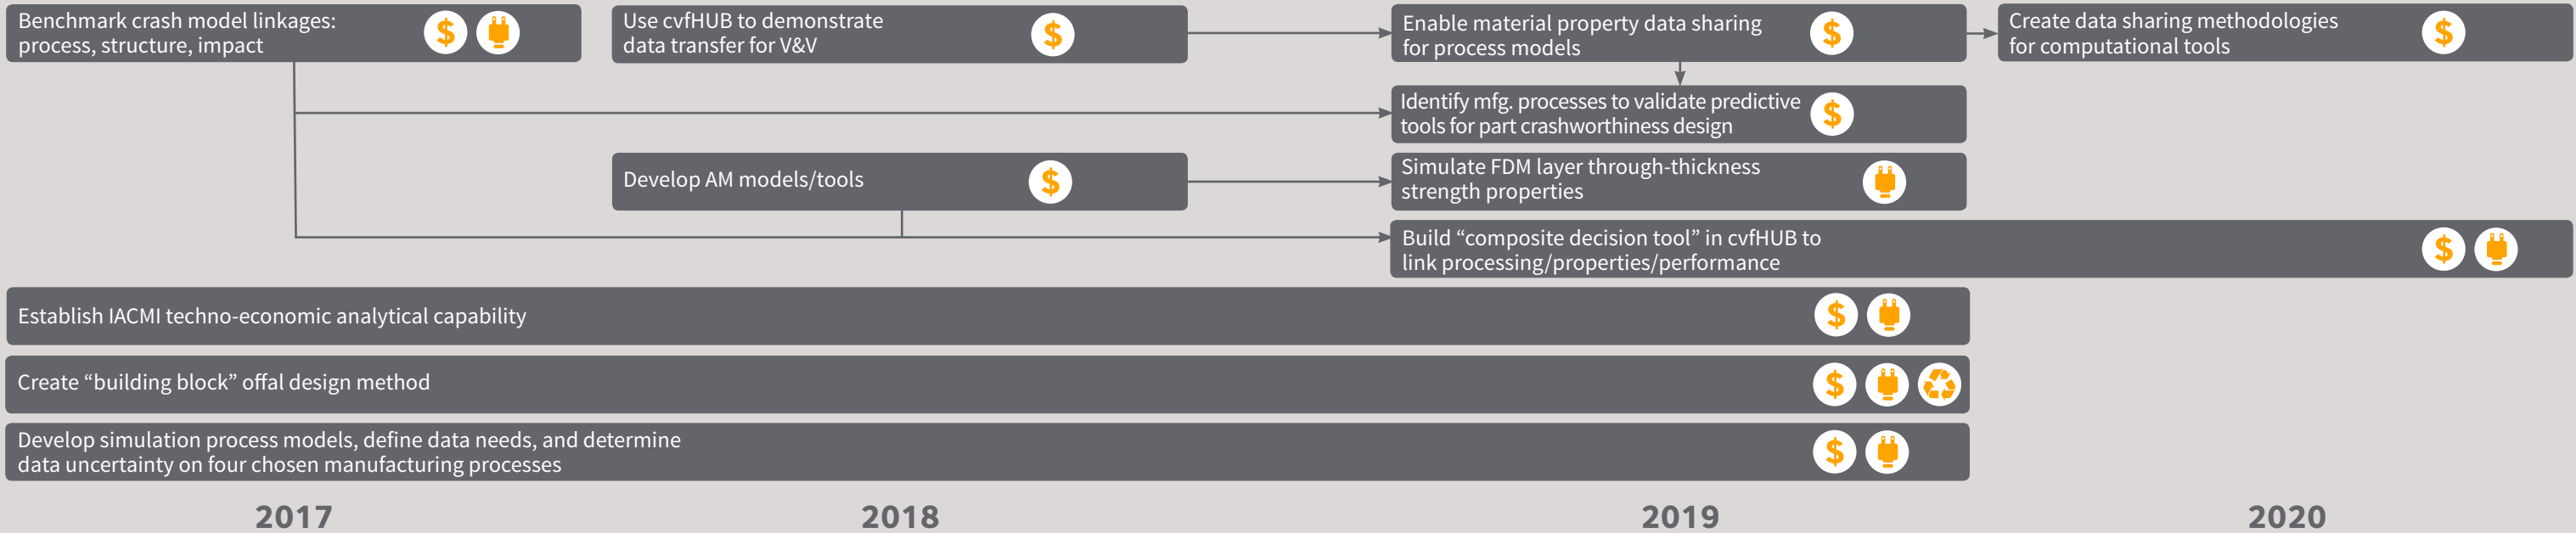 Benchmark crash model linkages:
process, structure, impact
Use cvfHUB to demonstrate
data transfer for V&V
Enable material property data sharing
for process models
Create data sharing methodologies
for computational tools
Identify mfg. processes to validate predictive
tools for part crashworthiness design
Develop AM models/tools
Simulate FDM layer through-thickness
strength properties
Build “composite decision tool” in cvfHUB to
link processing/properties/performance
Establish IACMI techno-economic analytical capability
Create “building block” offal design method
Develop simulation process models, define data needs, and determine
data uncertainty on four chosen manufacturing processes
2017
2018
2019
2020